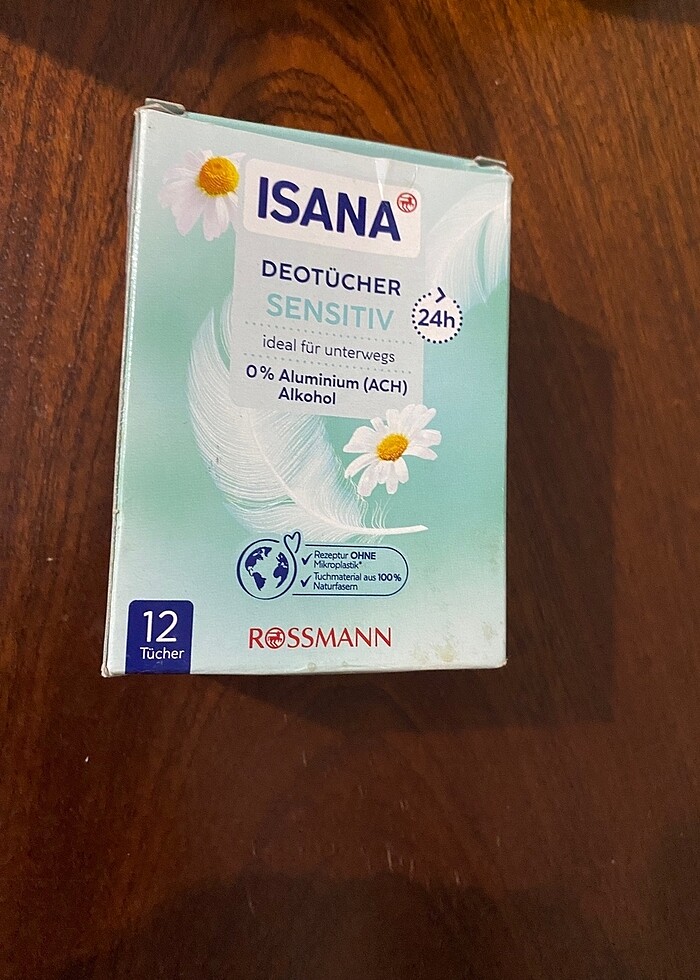 ISANA
DEOTÜCHER
SENSITIV
24h
ideal für unterwegs
0% Aluminium (ACH)
Alkohol
Rezeptur OHNE
Mikroplastik*
Tuchmaterial aus 100%
Naturfasern
12
Tücher
ROSSMANN